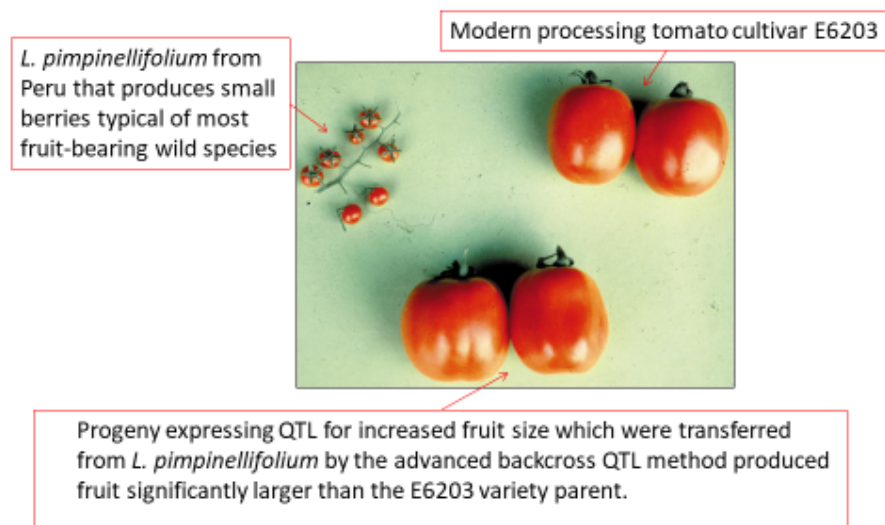 Modern processing tomato cultivar E6203
L. pimpinellifolium from
Peru that produces small
berries typical of most
fruit-bearing wild species
Progeny expressing QTL for increased fruit size which were transferred
from L. pimpinellifolium by the advanced backcross QTL method produced
fruit significantly larger than the E6203 variety parent.